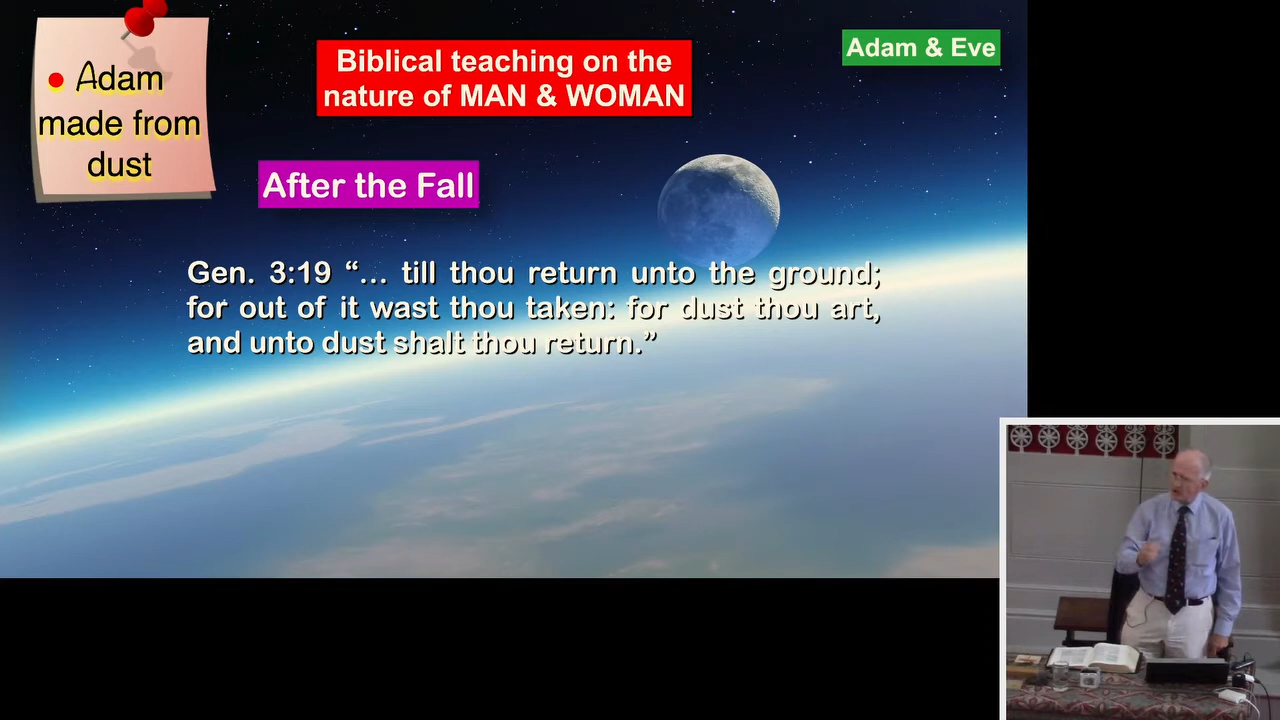 • Adam
made from
dust
Biblical teaching on the
nature of MAN & WOMAN
Adam & Eve
After the Fall
Gen. 3:19 “... till thou return unto the ground;
for out of it wast thou taken: for dust thou art,
and unto dust shalt thou return.”